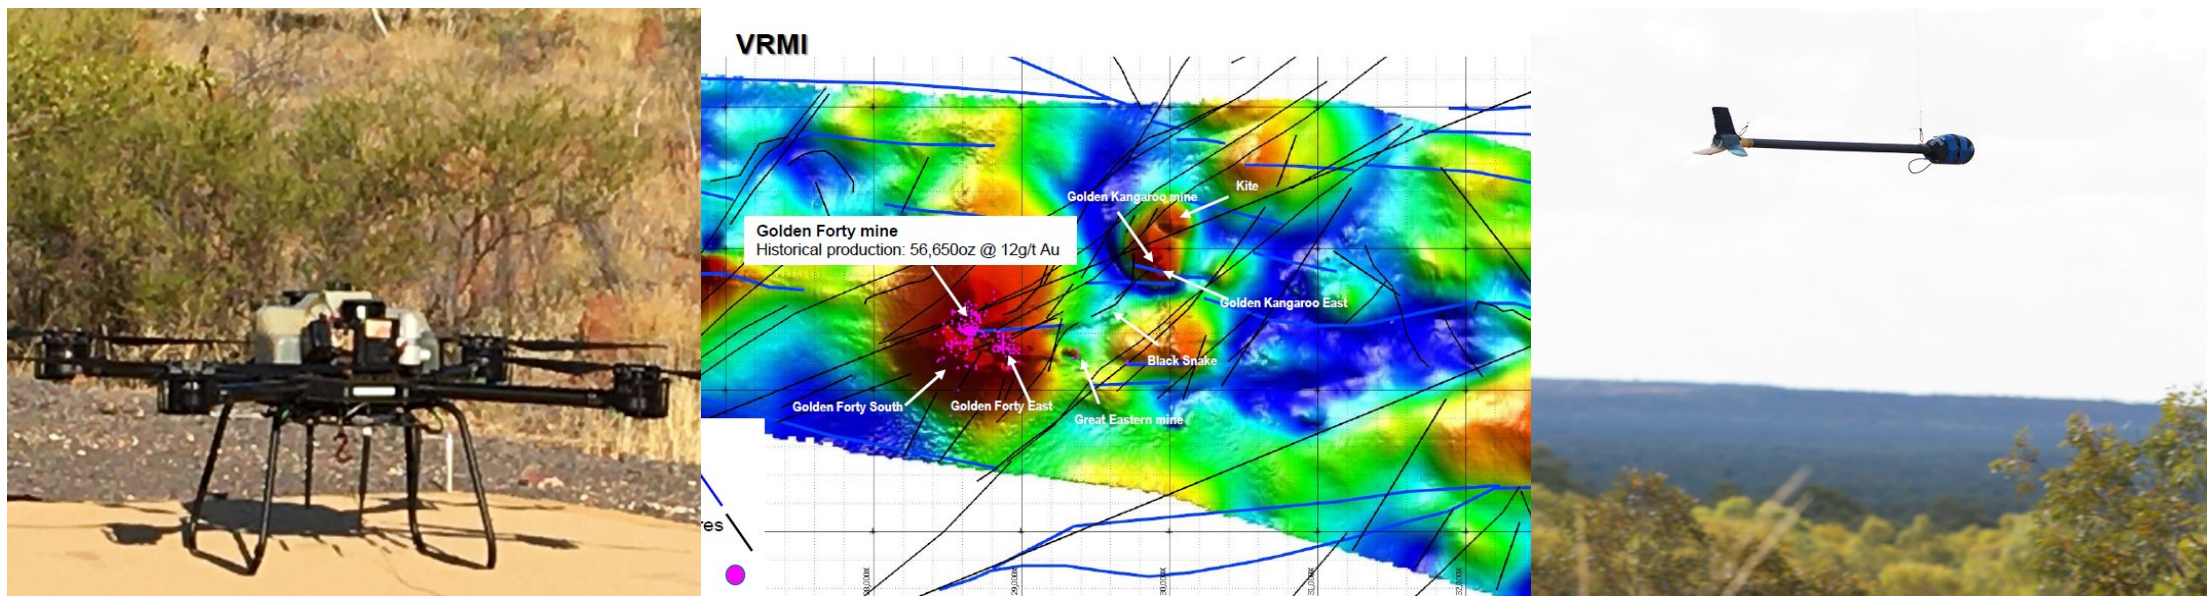 VRMI
Kite
Golden Kangaroo mine
Golden Forty mine
Historical production: 56,650oz @ 12g/t Au
Golden Kangaroo East
Black Snake
Golden Forty South
Golden Forty East
Great Eastern mine
res